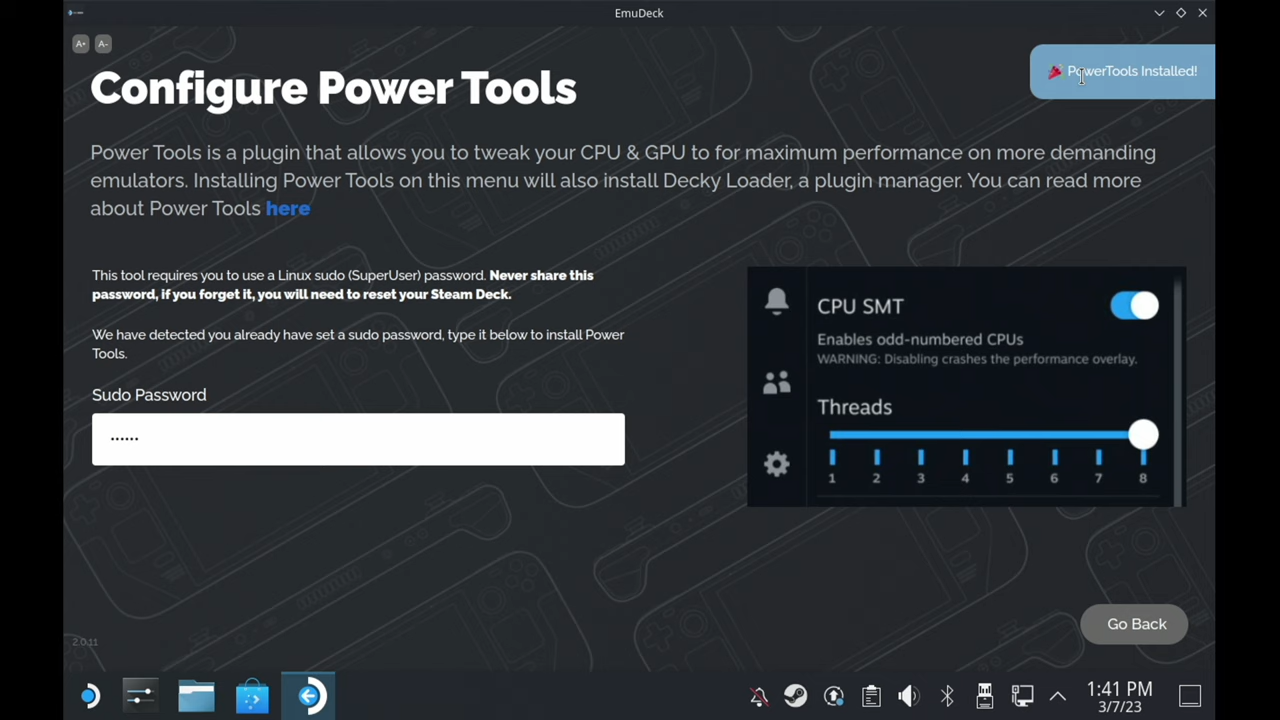 EmuDeck
A+ A-
Configure Power Tools
PowerTools Installed!
Power Tools is a plugin that allows you to tweak your CPU & GPU to for maximum performance on more demanding
emulators. Installing Power Tools on this menu will also install Decky Loader, a plugin manager. You can read more
about Power Tools here
This tool requires you to use a Linux sudo (SuperUser) password. Never share this
password, if you forget it, you will need to reset your Steam Deck.
We have detected you already have set a sudo password, type it below to install Power
Tools.
Sudo Password
CPU SMT
Enables odd-numbered CPUs
WARNING: Disabling crashes the performance overlay.
Threads
1 2 3 4 5 6 7 8
Go Back
2.0.11
1:41 PM
3/7/23